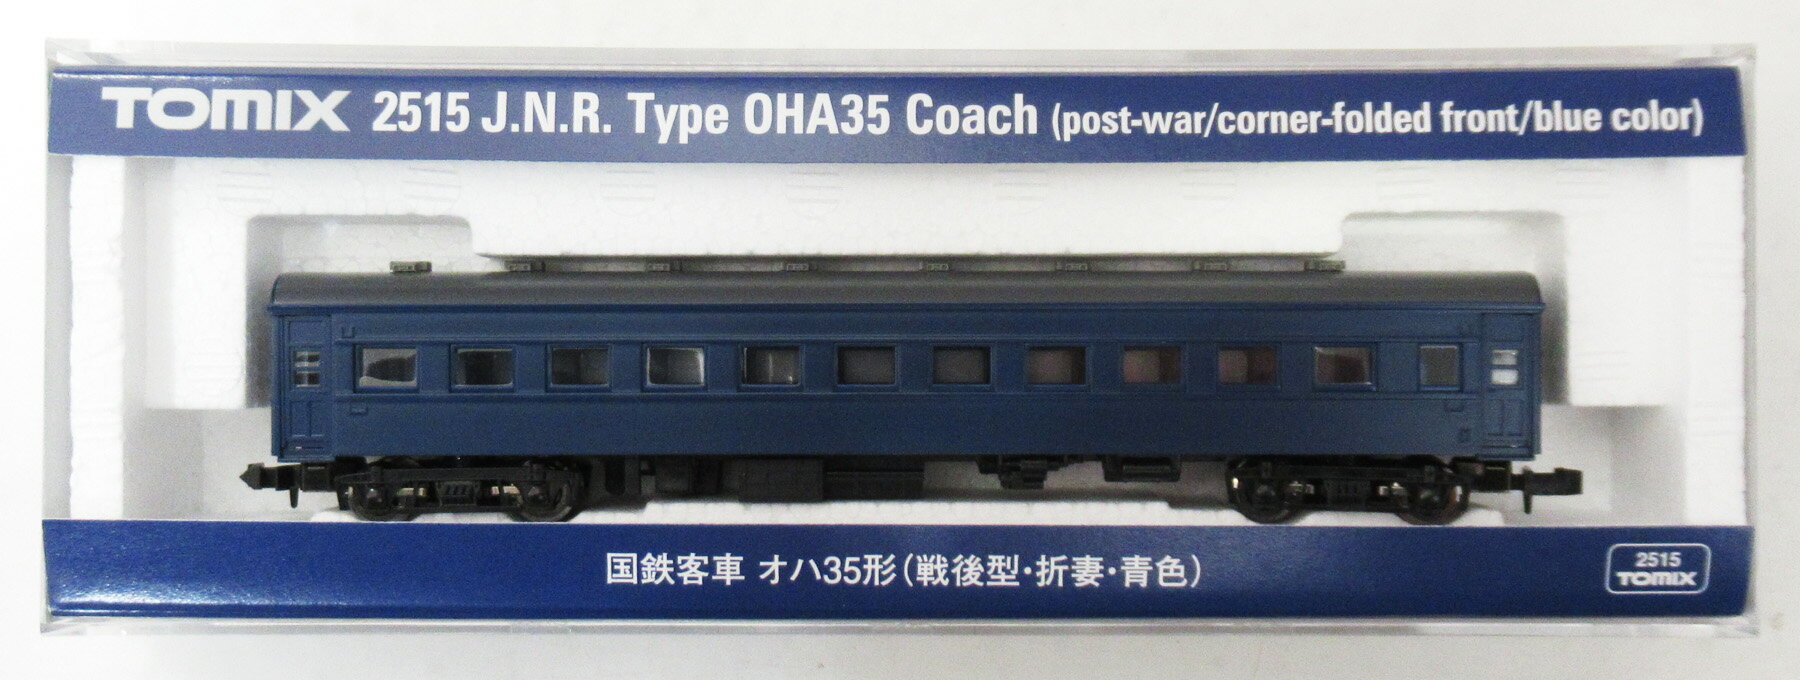 TOMIX 2515 J.N.R. Type OHA35 Coach (post-war/corner-folded front/blue color)
国鉄客車 オハ35形(戦後型・折妻・青色)
2515
TOMIX